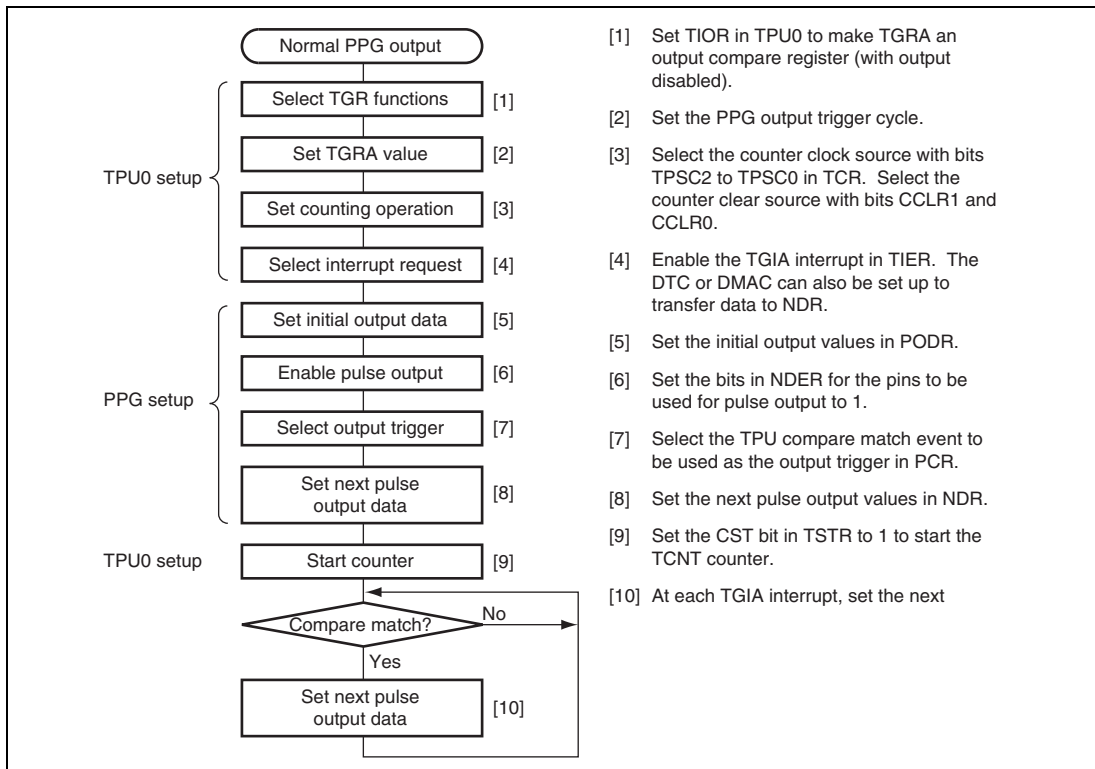 Normal PPG output
Select TGR functions [1]
Set TGRA value [2]
TPU0 setup
Set counting operation [3]
Select interrupt request [4]
Set initial output data [5]
Enable pulse output [6]
PPG setup
Select output trigger [7]
Set next pulse
output data
[8]
TPU0 setup
Start counter [9]
Compare match?
No
Yes
Set next pulse
output data
[10]
[1] Set TIOR in TPU0 to make TGRA an
output compare register (with output
disabled).
[2] Set the PPG output trigger cycle.
[3] Select the counter clock source with bits
TPSC2 to TPSC0 in TCR. Select the
counter clear source with bits CCLR1 and
CCLR0.
[4] Enable the TGIA interrupt in TIER. The
DTC or DMAC can also be set up to
transfer data to NDR.
[5] Set the initial output values in PODR.
[6] Set the bits in NDER for the pins to be
used for pulse output to 1.
[7] Select the TPU compare match event to
be used as the output trigger in PCR.
[8] Set the next pulse output values in NDR.
[9] Set the CST bit in TSTR to 1 to start the
TCNT counter.
[10] At each TGIA interrupt, set the next